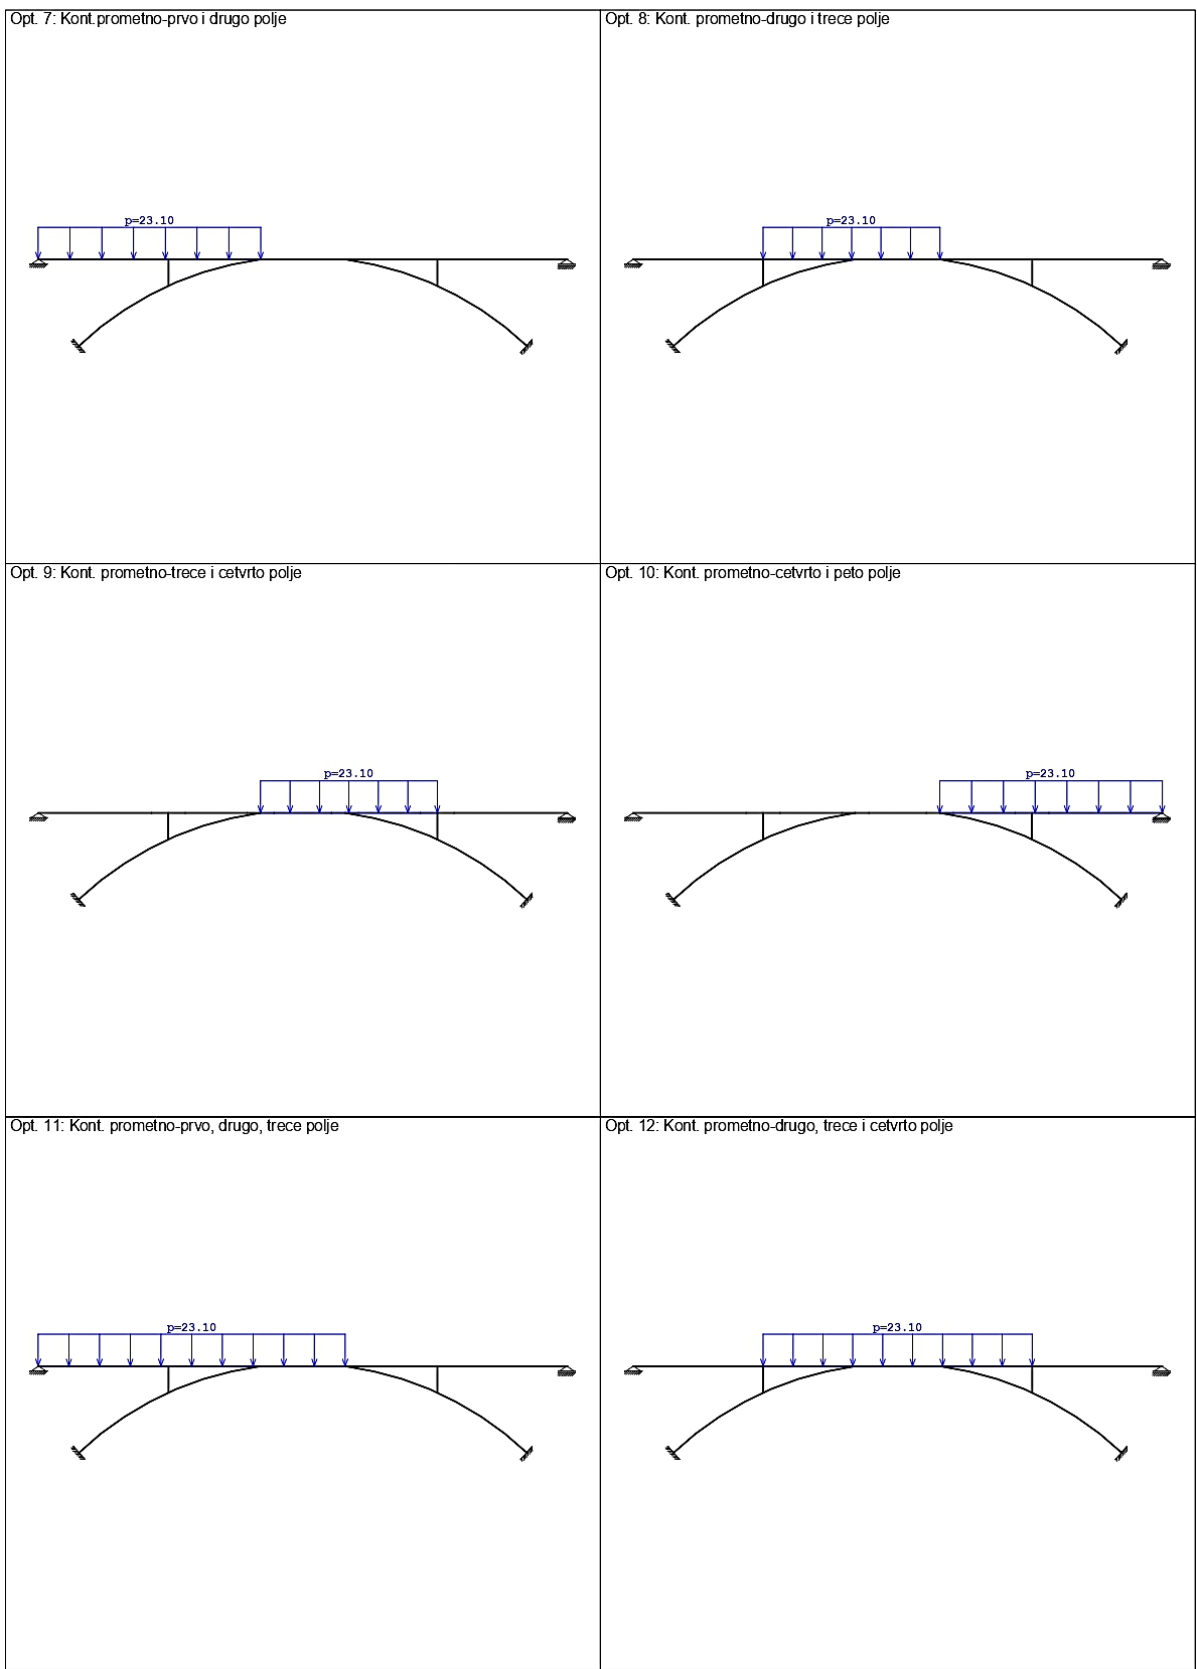 Opt. 7: Kont.prometno-prvo i drugo polje
p=23.10
Opt. 8: Kont. prometno-drugo i trece polje
p=23.10
Opt. 9: Kont. prometno-trece i cetvrto polje
p=23.10
Opt. 10: Kont. prometno-cetvrto i peto polje
p=23.10
Opt. 11: Kont. prometno-prvo, drugo, trece polje
p=23.10
Opt. 12: Kont. prometno-drugo, trece i cetvrto polje
p=23.10